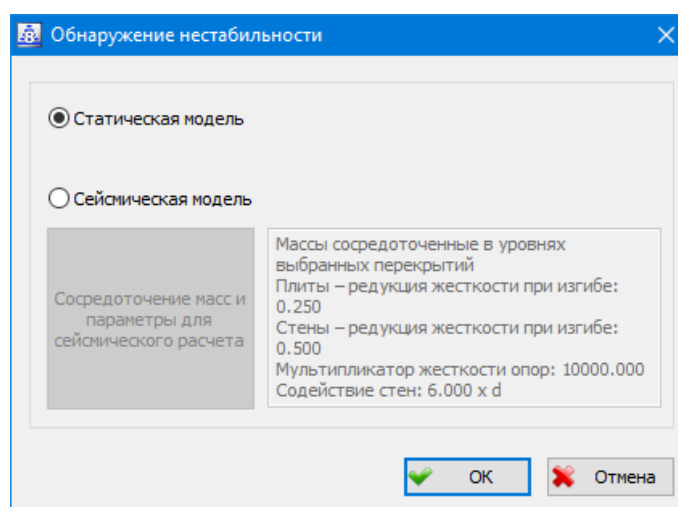 Обнаружение нестабильности
Статическая модель
Сейсмическая модель
Сосредоточение масс и
параметры для
сейсмического расчета
Массы сосредоточенные в уровнях
выбранных перекрытий
Плиты – редукция жесткости при изгибе:
0.250
Стены – редукция жесткости при изгибе:
0.500
Мультипликатор жесткости опор: 10000.000
Содействие стен: 6.000 x d
OK
Отмена